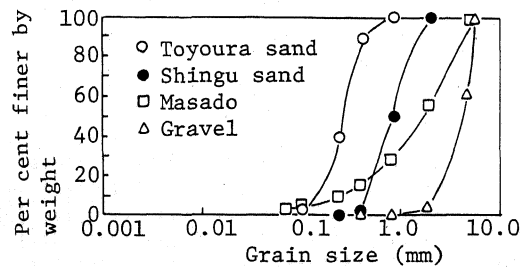 Per cent finer by
weight
100
80
60
40
20
0
Toyoura sand
Shingu sand
Masado
Gravel
0.001
0.01
0.1
1.0
10.0
Grain size (mm)